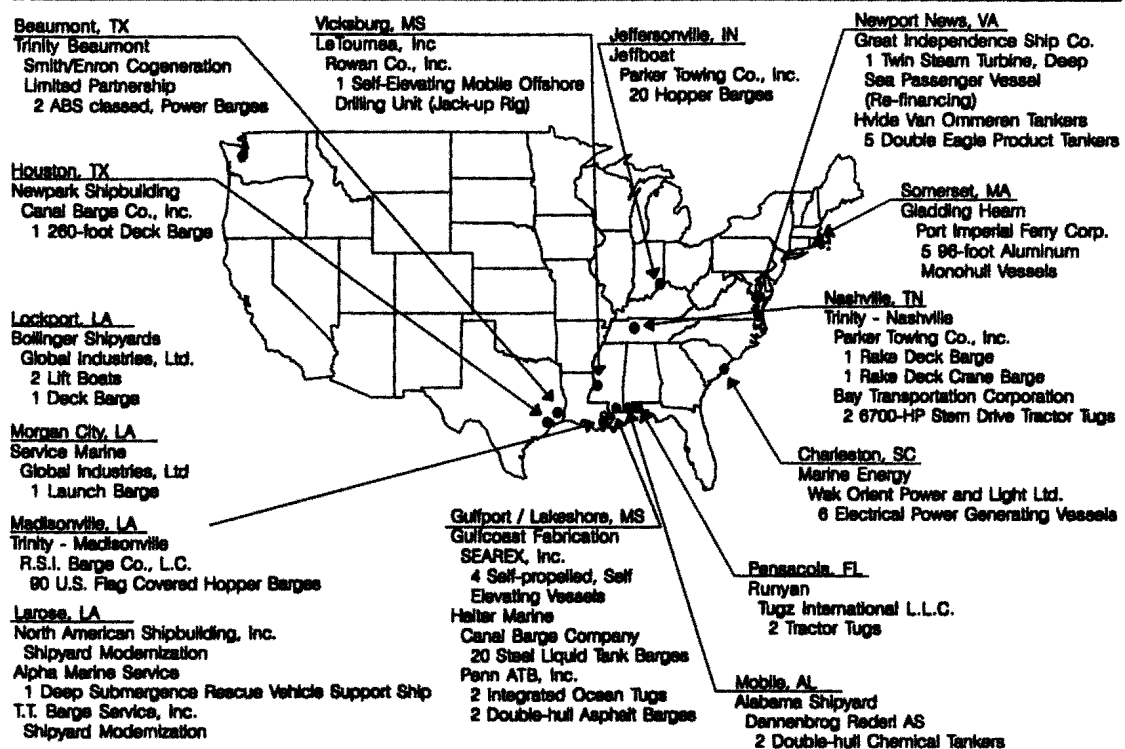 Beaumont, TX
Trinity Beaumont
Smith/Enron Cogeneration
Limited Partnership
2 ABS classed, Power Barges
Houston, TX
Newpark Shipbuilding
Canal Barge Co., Inc.
1 260-foot Deck Barge
Lockport, LA
Bollinger Shipyards
Global Industries, Ltd.
2 Lift Boats
1 Deck Barge
Morgan City, LA
Service Marine
Global Industries, Ltd
1 Launch Barge
Madisonville, LA
Trinity - Madisonville
R.S.I. Barge Co., L.C.
90 U.S. Flag Covered Hopper Barges
Larose, LA
North American Shipbuilding, Inc.
Shipyard Modernization
Alpha Marine Service
1 Deep Submergence Rescue Vehicle Support Ship
T.T. Barge Service, Inc.
Shipyard Modernization
Vicksburg, MS
LeTournea, Inc
Rowan Co., Inc.
1 Self-Elevating Mobile Offshore
Drilling Unit (Jack-up Rig)
Jeffersonville, IN
Jeffboat
Parker Towing Co., Inc.
20 Hopper Barges
Newport News, VA
Great Independence Ship Co.
1 Twin Steam Turbine, Deep
Sea Passenger Vessel
(Re-financing)
Hvide Van Ommeren Tankers
5 Double Eagle Product Tankers
Somerset, MA
Gladding Hearn
Port Imperial Ferry Corp.
5 96-foot Aluminum
Monohull Vessels
Nashville, TN
Trinity - Nashville
Parker Towing Co., Inc.
1 Rake Deck Barge
1 Rake Deck Crane Barge
Bay Transportation Corporation
2 6700-HP Stern Drive Tractor Tugs
Charleston, SC
Marine Energy
Wak Orient Power and Light Ltd.
6 Electrical Power Generating Vessels
Gulfport / Lakeshore, MS
Gulfcoast Fabrication
SEAREX, Inc.
4 Self-propelled, Self
Elevating Vessels
Halter Marine
Canal Barge Company
20 Steel Liquid Tank Barges
Penn ATB, Inc.
2 Integrated Ocean Tugs
2 Double-hull Asphalt Barges
Pensacola, FL
Runyan
Tugz International L.L.C.
2 Tractor Tugs
Mobile, AL
Alabama Shipyard
Dannenbrog Rederi AS
2 Double-hull Chemical Tankers